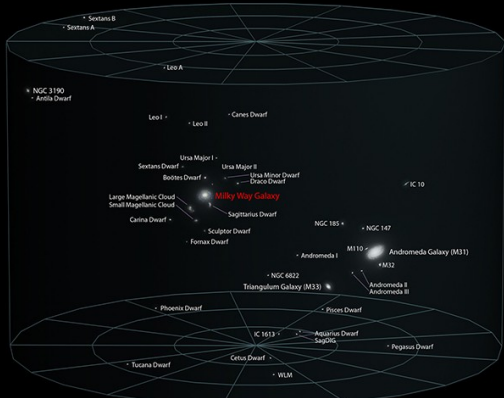 Sextans B
Sextans A
Leo A
NGC 3190
Antila Dwarf
Leo I
Leo II
Canes Dwarf
Ursa Major I
Ursa Major II
Sextans Dwarf
Boötes Dwarf
Ursa Minor Dwarf
Draco Dwarf
IC 10
Milky Way Galaxy
Large Magellanic Cloud
Small Magellanic Cloud
Sagittarius Dwarf
Carina Dwarf
NGC 185
NGC 147
Sculptor Dwarf
Fornax Dwarf
M110
Andromeda Galaxy (M31)
Andromeda I
M32
NGC 6822
Andromeda II
Andromeda III
Triangulum Galaxy (M33)
Phoenix Dwarf
Pisces Dwarf
IC 1613
Aquarius Dwarf
SagDIG
Pegasus Dwarf
Cetus Dwarf
Tucana Dwarf
WLM